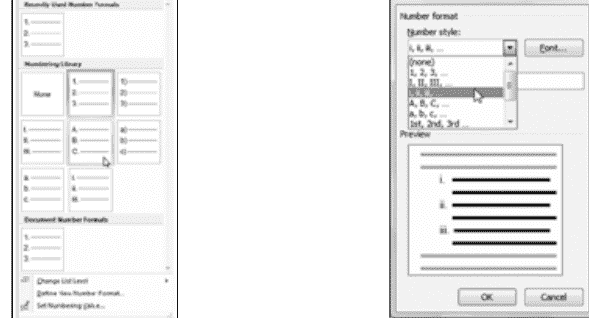 Recently Used Number Formats
1.
2.
3.
Numbering Library
None
1.
2.
3.
1)
2)
3)
I.
II.
III.
A.
B.
C.
a)
b)
c)
a.
b.
c.
i.
ii.
iii.
Document Number Formats
1.
2.
3.
Change List Level
Define New Number Format...
Set Numbering Value...
Number format
Number style:
i, ii, iii, ...
Font...
(none)
1, 2, 3, ...
I, II, III, ...
A, B, C, ...
a, b, c, ...
1st, 2nd, 3rd ...
Preview
i.
ii.
iii.
OK
Cancel